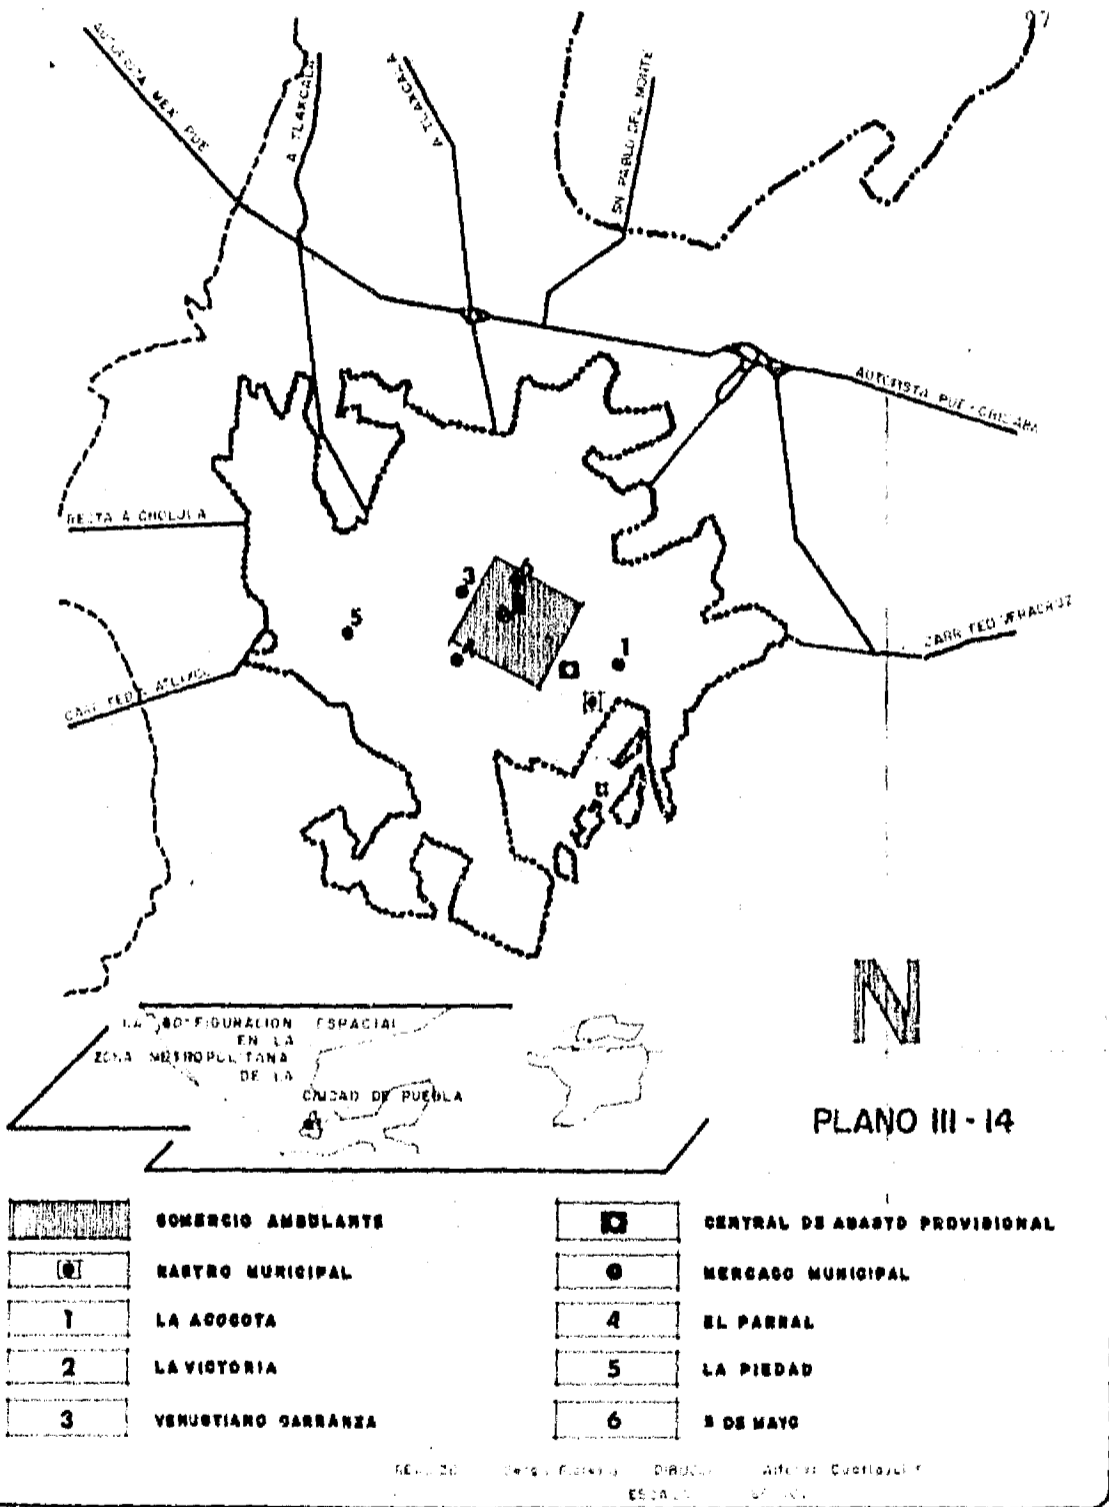 97
AUTOPISTA MEX PUE
A TLAXCALA
A TLAXCALA
SN PABLO DEL MONTE
AUTOPISTA PUE - ORIZABA
RECTA A CHOLULA
CARR FED VERACRUZ
CARR FED A ATLIXCO
3
6
5
4
1
N
LA CONFIGURACION ESPACIAL
EN LA
ZONA METROPOLITANA
DE LA
CIUDAD DE PUEBLA
PLANO III - 14
COMERCIO AMBULANTE
CENTRAL DE ABASTO PROVISIONAL
RASTRO MUNICIPAL
MERCADO MUNICIPAL
1 LA ACOCOTA
4 EL PARRAL
2 LA VICTORIA
5 LA PIEDAD
3 VENUSTIANO CARRANZA
6 5 DE MAYO